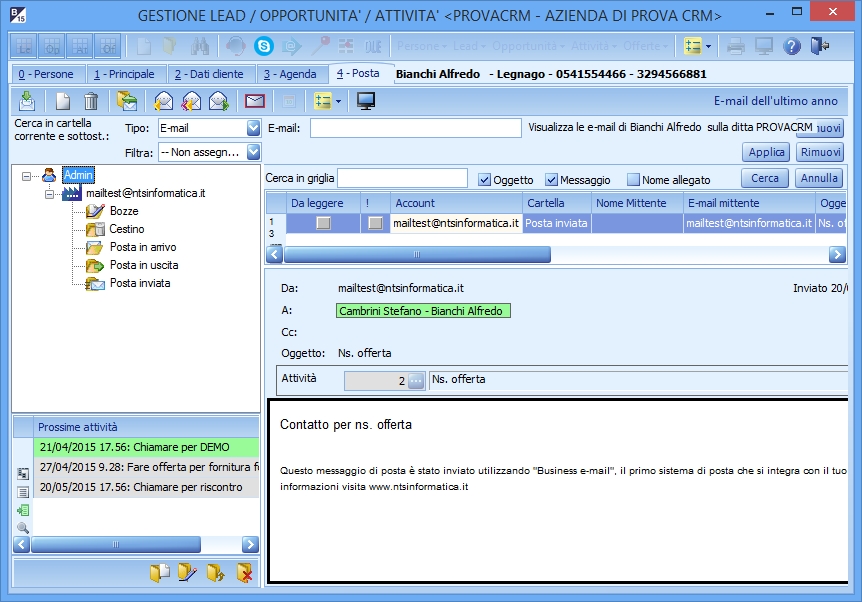 GESTIONE LEAD / OPPORTUNITA' / ATTIVITA' <PROVACRM - AZIENDA DI PROVA CRM>
Persone Lead Opportunità Attività Offerte
0 - Persone 1 - Principale 2 - Dati cliente 3 - Agenda 4 - Posta Bianchi Alfredo - Legnago - 0541554466 - 3294566881
E-mail dell'ultimo anno
Cerca in cartella
corrente e sottost.:
Tipo: E-mail
E-mail:
Visualizza le e-mail di Bianchi Alfredo sulla ditta PROVACRM
Filtra: -- Non assegn...
Applica Rimuovi
Admin
mailtest@ntsinformatica.it
Bozze
Cestino
Posta in arrivo
Posta in uscita
Posta inviata
Cerca in griglia
Oggetto Messaggio Nome allegato Cerca Annulla
Da leggere ! Account Cartella Nome Mittente E-mail mittente Ogge
1 mailtest@ntsinformatica.it Posta inviata mailtest@ntsinformatica.it Ns. of
3
Da: mailtest@ntsinformatica.it Inviato 20/
A: Cambrini Stefano - Bianchi Alfredo
Cc:
Oggetto: Ns. offerta
Attività 2 ... Ns. offerta
Contatto per ns. offerta
Questo messaggio di posta è stato inviato utilizzando "Business e-mail", il primo sistema di posta che si integra con il tuo
informazioni visita www.ntsinformatica.it
Prossime attività
21/04/2015 17.56: Chiamare per DEMO
27/04/2015 9.28: Fare offerta per fornitura f
20/05/2015 17.56: Chiamare per riscontro